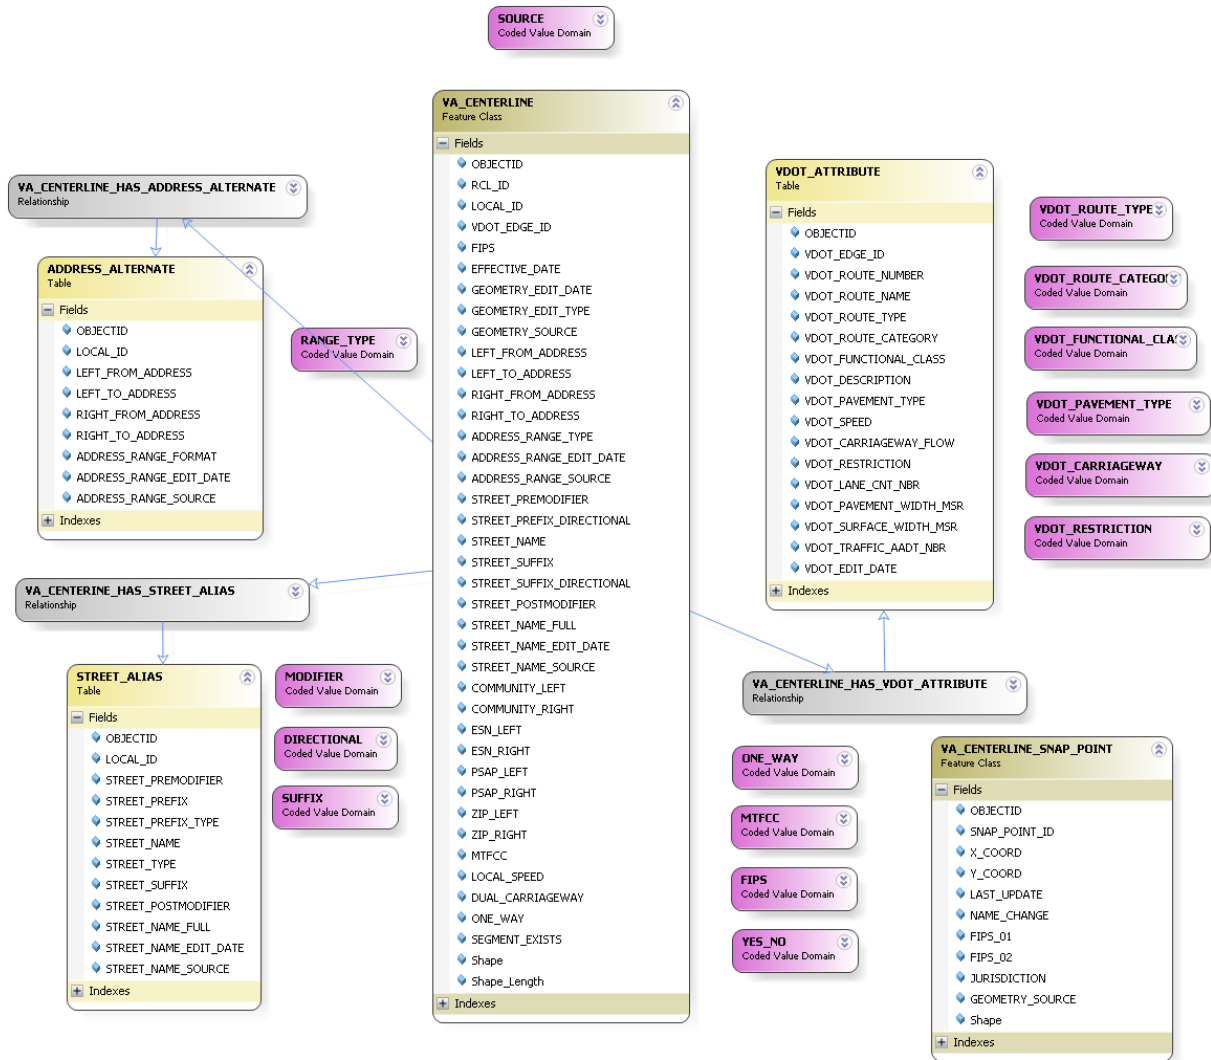 SOURCE
Coded Value Domain
VA_CENTERLINE
Feature Class
Fields
OBJECTID
RCL_ID
LOCAL_ID
VDOT_EDGE_ID
FIPS
EFFECTIVE_DATE
GEOMETRY_EDIT_DATE
GEOMETRY_EDIT_TYPE
GEOMETRY_SOURCE
LEFT_FROM_ADDRESS
LEFT_TO_ADDRESS
RIGHT_FROM_ADDRESS
RIGHT_TO_ADDRESS
ADDRESS_RANGE_TYPE
ADDRESS_RANGE_EDIT_DATE
ADDRESS_RANGE_SOURCE
STREET_PREMODIFIER
STREET_PREFIX_DIRECTIONAL
STREET_NAME
STREET_SUFFIX
STREET_SUFFIX_DIRECTIONAL
STREET_POSTMODIFIER
STREET_NAME_FULL
STREET_NAME_EDIT_DATE
STREET_NAME_SOURCE
COMMUNITY_LEFT
COMMUNITY_RIGHT
ESN_LEFT
ESN_RIGHT
PSAP_LEFT
PSAP_RIGHT
ZIP_LEFT
ZIP_RIGHT
MTFCC
LOCAL_SPEED
DUAL_CARRIAGEWAY
ONE_WAY
SEGMENT_EXISTS
Shape
Shape_Length
Indexes
VA_CENTERLINE_HAS_ADDRESS_ALTERNATE
Relationship
ADDRESS_ALTERNATE
Table
Fields
OBJECTID
LOCAL_ID
LEFT_FROM_ADDRESS
LEFT_TO_ADDRESS
RIGHT_FROM_ADDRESS
RIGHT_TO_ADDRESS
ADDRESS_RANGE_FORMAT
ADDRESS_RANGE_EDIT_DATE
ADDRESS_RANGE_SOURCE
Indexes
RANGE_TYPE
Coded Value Domain
VA_CENTERINE_HAS_STREET_ALIAS
Relationship
STREET_ALIAS
Table
Fields
OBJECTID
LOCAL_ID
STREET_PREMODIFIER
STREET_PREFIX
STREET_PREFIX_TYPE
STREET_NAME
STREET_TYPE
STREET_SUFFIX
STREET_POSTMODIFIER
STREET_NAME_FULL
STREET_NAME_EDIT_DATE
STREET_NAME_SOURCE
Indexes
MODIFIER
Coded Value Domain
DIRECTIONAL
Coded Value Domain
SUFFIX
Coded Value Domain
VDOT_ATTRIBUTE
Table
Fields
OBJECTID
VDOT_EDGE_ID
VDOT_ROUTE_NUMBER
VDOT_ROUTE_NAME
VDOT_ROUTE_TYPE
VDOT_ROUTE_CATEGORY
VDOT_FUNCTIONAL_CLASS
VDOT_DESCRIPTION
VDOT_PAVEMENT_TYPE
VDOT_SPEED
VDOT_CARRIAGEWAY_FLOW
VDOT_RESTRICTION
VDOT_LANE_CNT_NBR
VDOT_PAVEMENT_WIDTH_MSR
VDOT_SURFACE_WIDTH_MSR
VDOT_TRAFFIC_AADT_NBR
VDOT_EDIT_DATE
Indexes
VDOT_ROUTE_TYPE
Coded Value Domain
VDOT_ROUTE_CATEGO
Coded Value Domain
VDOT_FUNCTIONAL_CLAS
Coded Value Domain
VDOT_PAVEMENT_TYPE
Coded Value Domain
VDOT_CARRIAGEWAY
Coded Value Domain
VDOT_RESTRICTION
Coded Value Domain
VA_CENTERLINE_HAS_VDOT_ATTRIBUTE
Relationship
ONE_WAY
Coded Value Domain
MTFCC
Coded Value Domain
FIPS
Coded Value Domain
YES_NO
Coded Value Domain
VA_CENTERLINE_SNAP_POINT
Feature Class
Fields
OBJECTID
SNAP_POINT_ID
X_COORD
Y_COORD
LAST_UPDATE
NAME_CHANGE
FIPS_01
FIPS_02
JURISDICTION
GEOMETRY_SOURCE
Shape
Indexes